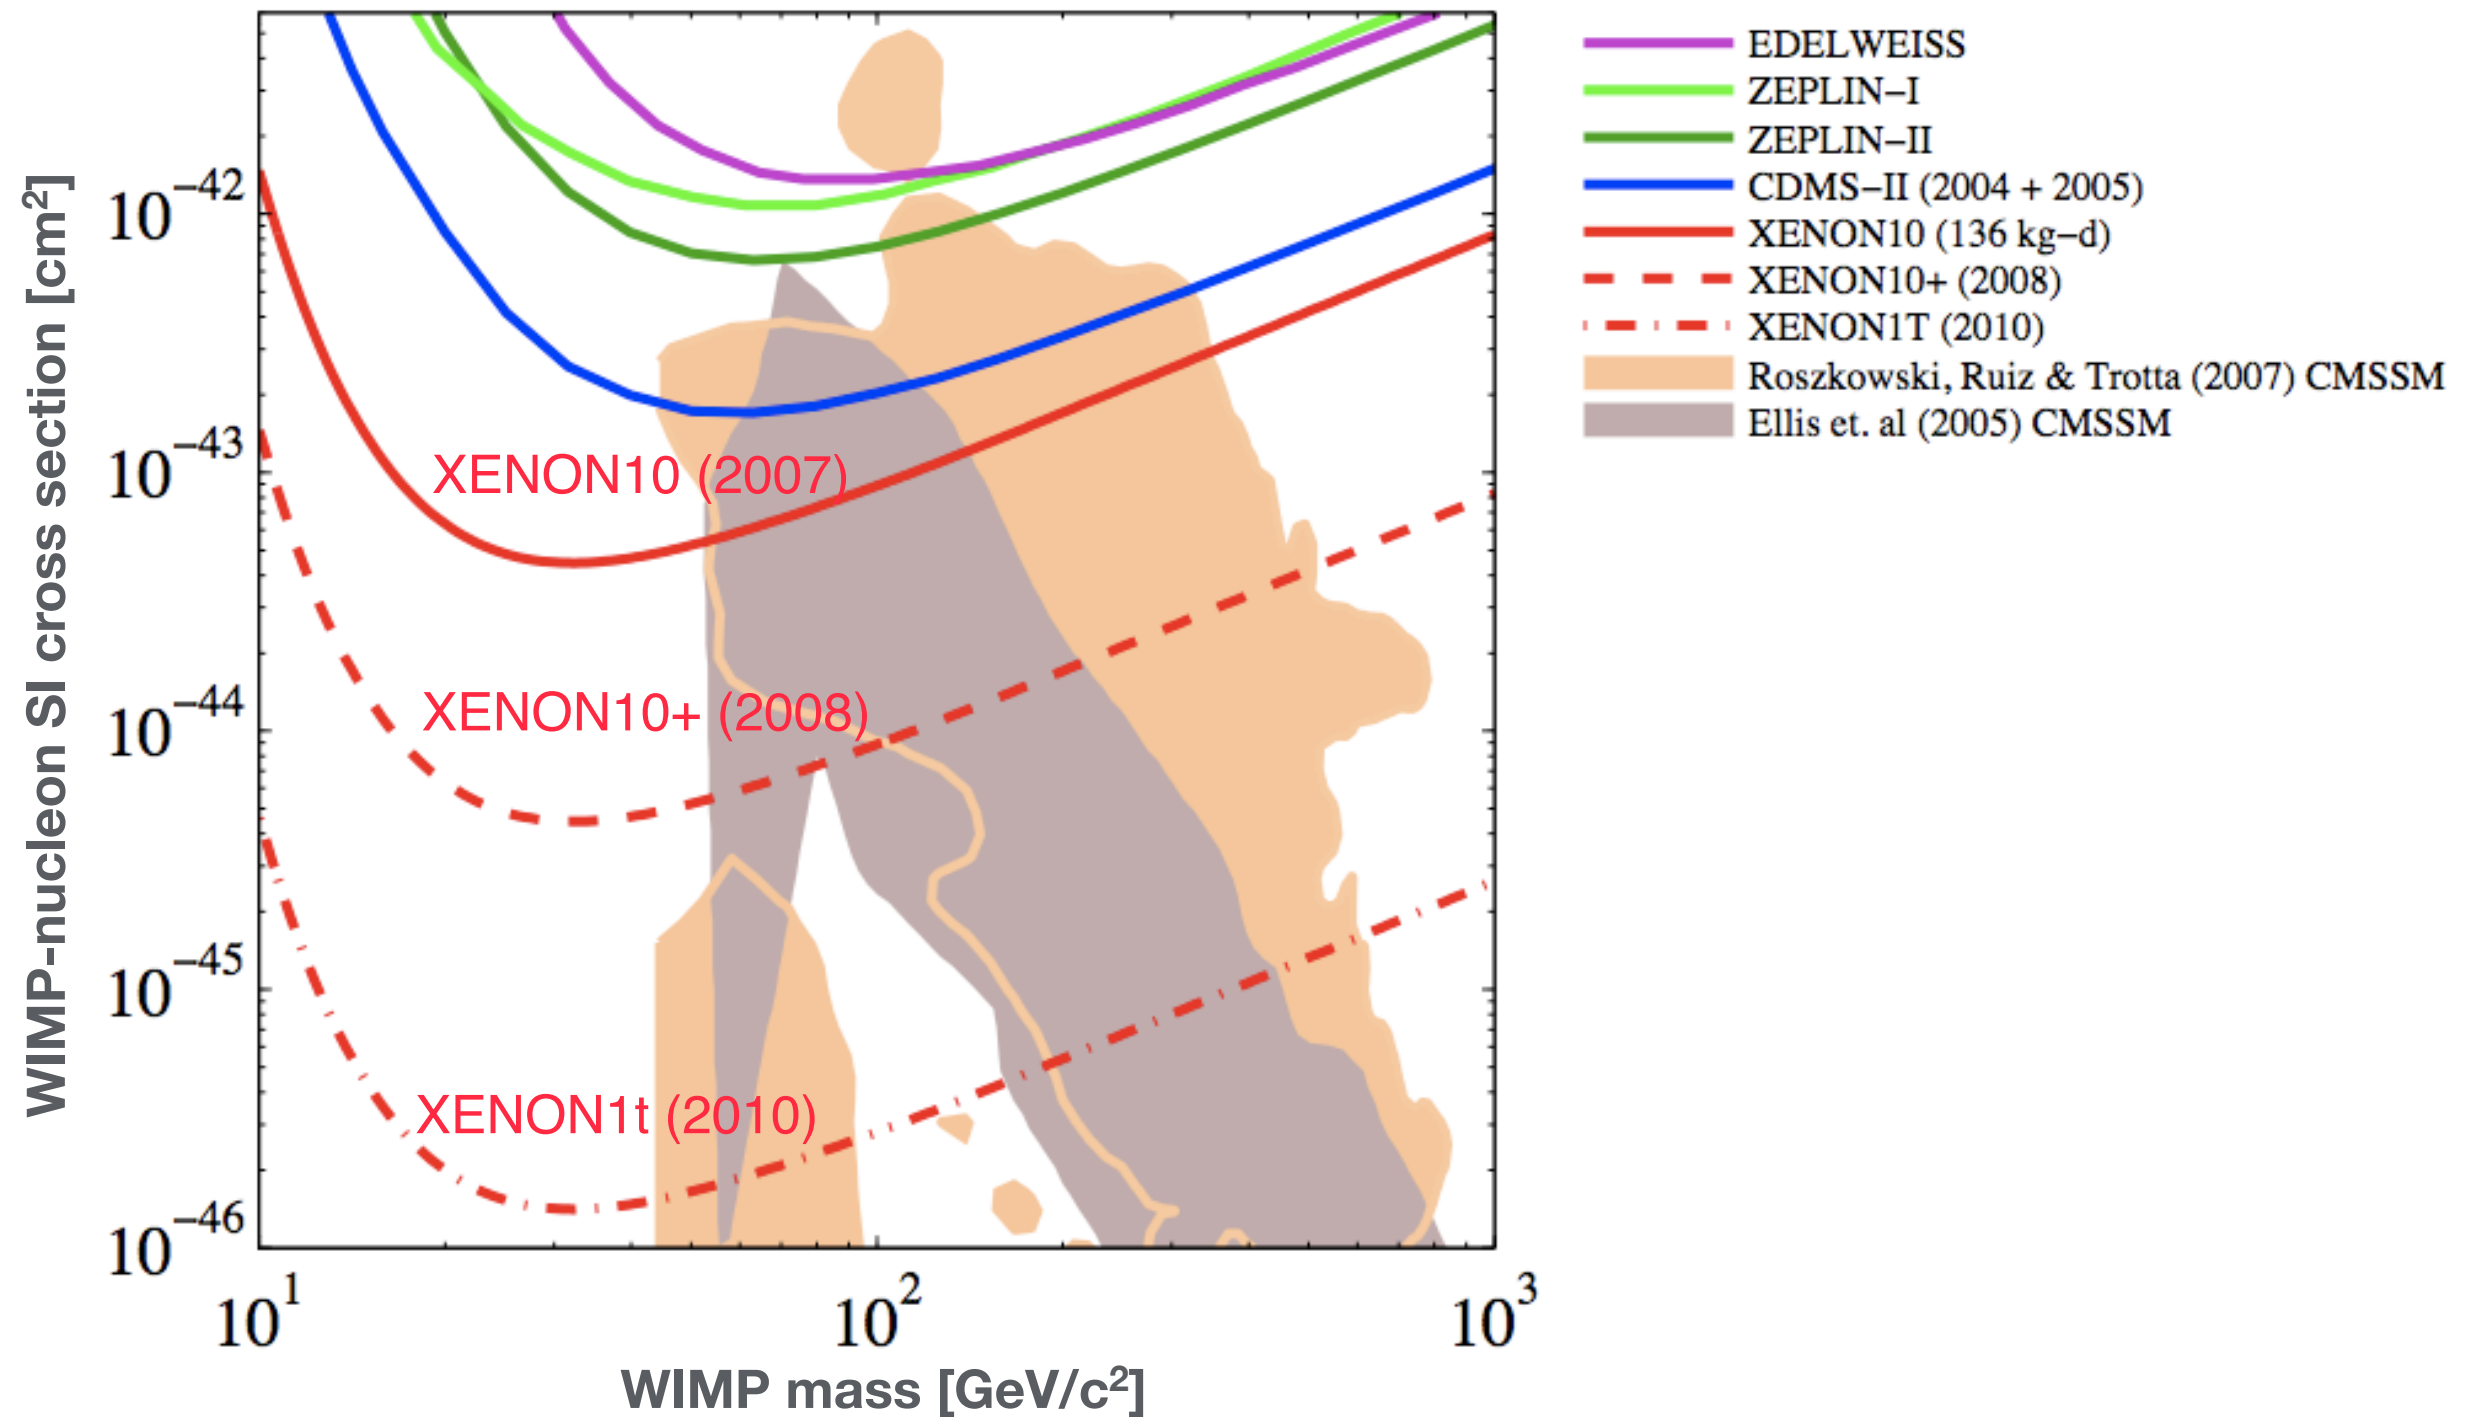 EDELWEISS
ZEPLIN−I
ZEPLIN−II
CDMS−II (2004 + 2005)
XENON10 (136 kg−d)
XENON10+ (2008)
XENON1T (2010)
Roszkowski, Ruiz & Trotta (2007) CMSSM
Ellis et. al (2005) CMSSM
WIMP-nucleon SI cross section [cm²]
10⁻⁴²
10⁻⁴³
10⁻⁴⁴
10⁻⁴⁵
10⁻⁴⁶
XENON10 (2007)
XENON10+ (2008)
XENON1t (2010)
10¹ 10² 10³
WIMP mass [GeV/c²]